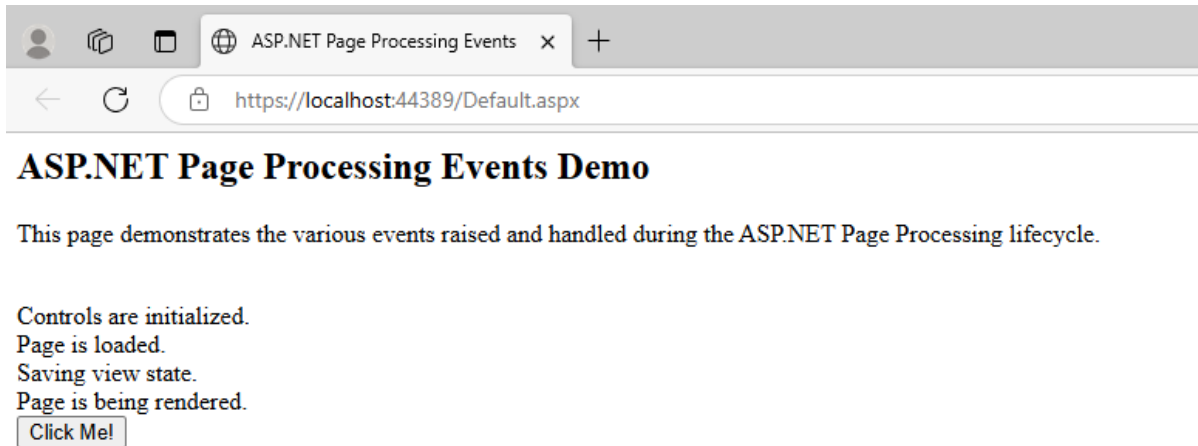 ASP.NET Page Processing Events
https://localhost:44389/Default.aspx
ASP.NET Page Processing Events Demo
This page demonstrates the various events raised and handled during the ASP.NET Page Processing lifecycle.
Controls are initialized.
Page is loaded.
Saving view state.
Page is being rendered.
Click Me!